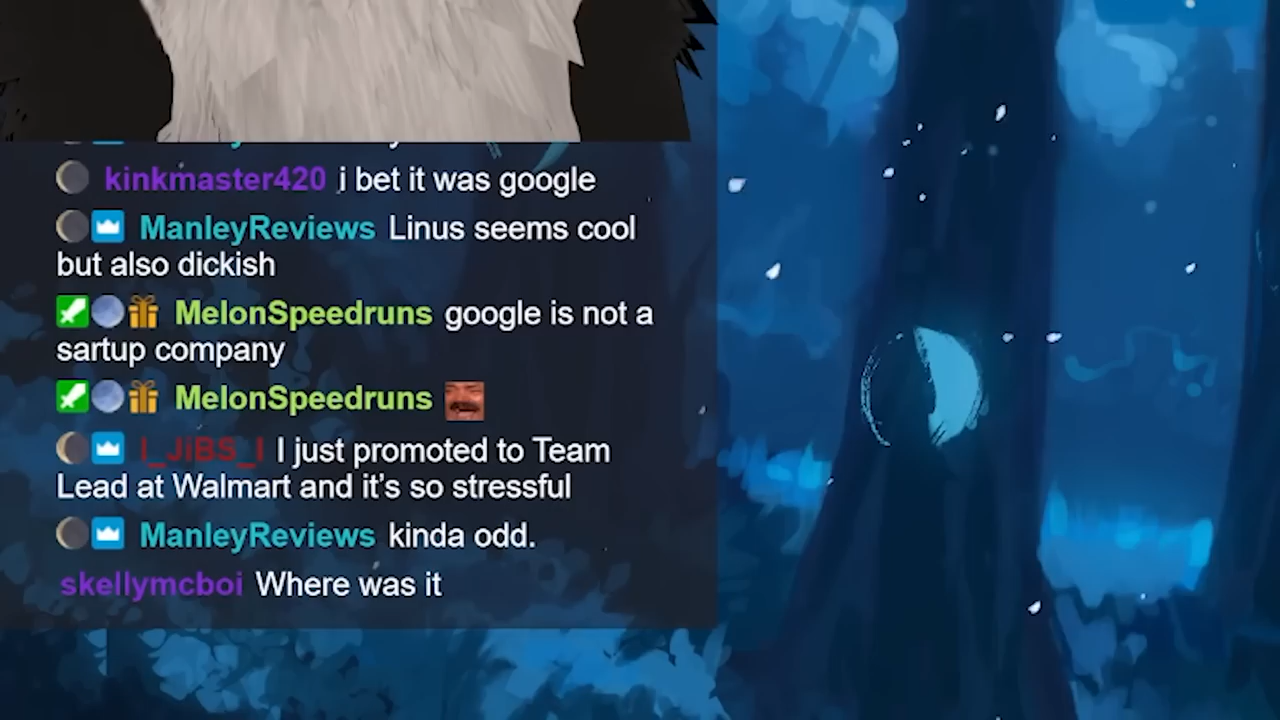 kinkmaster420 i bet it was google
ManleyReviews Linus seems cool
but also dickish
MelonSpeedruns google is not a
sartup company
MelonSpeedruns
I_JiBS_I I just promoted to Team
Lead at Walmart and it's so stressful
ManleyReviews kinda odd.
skellymcboi Where was it